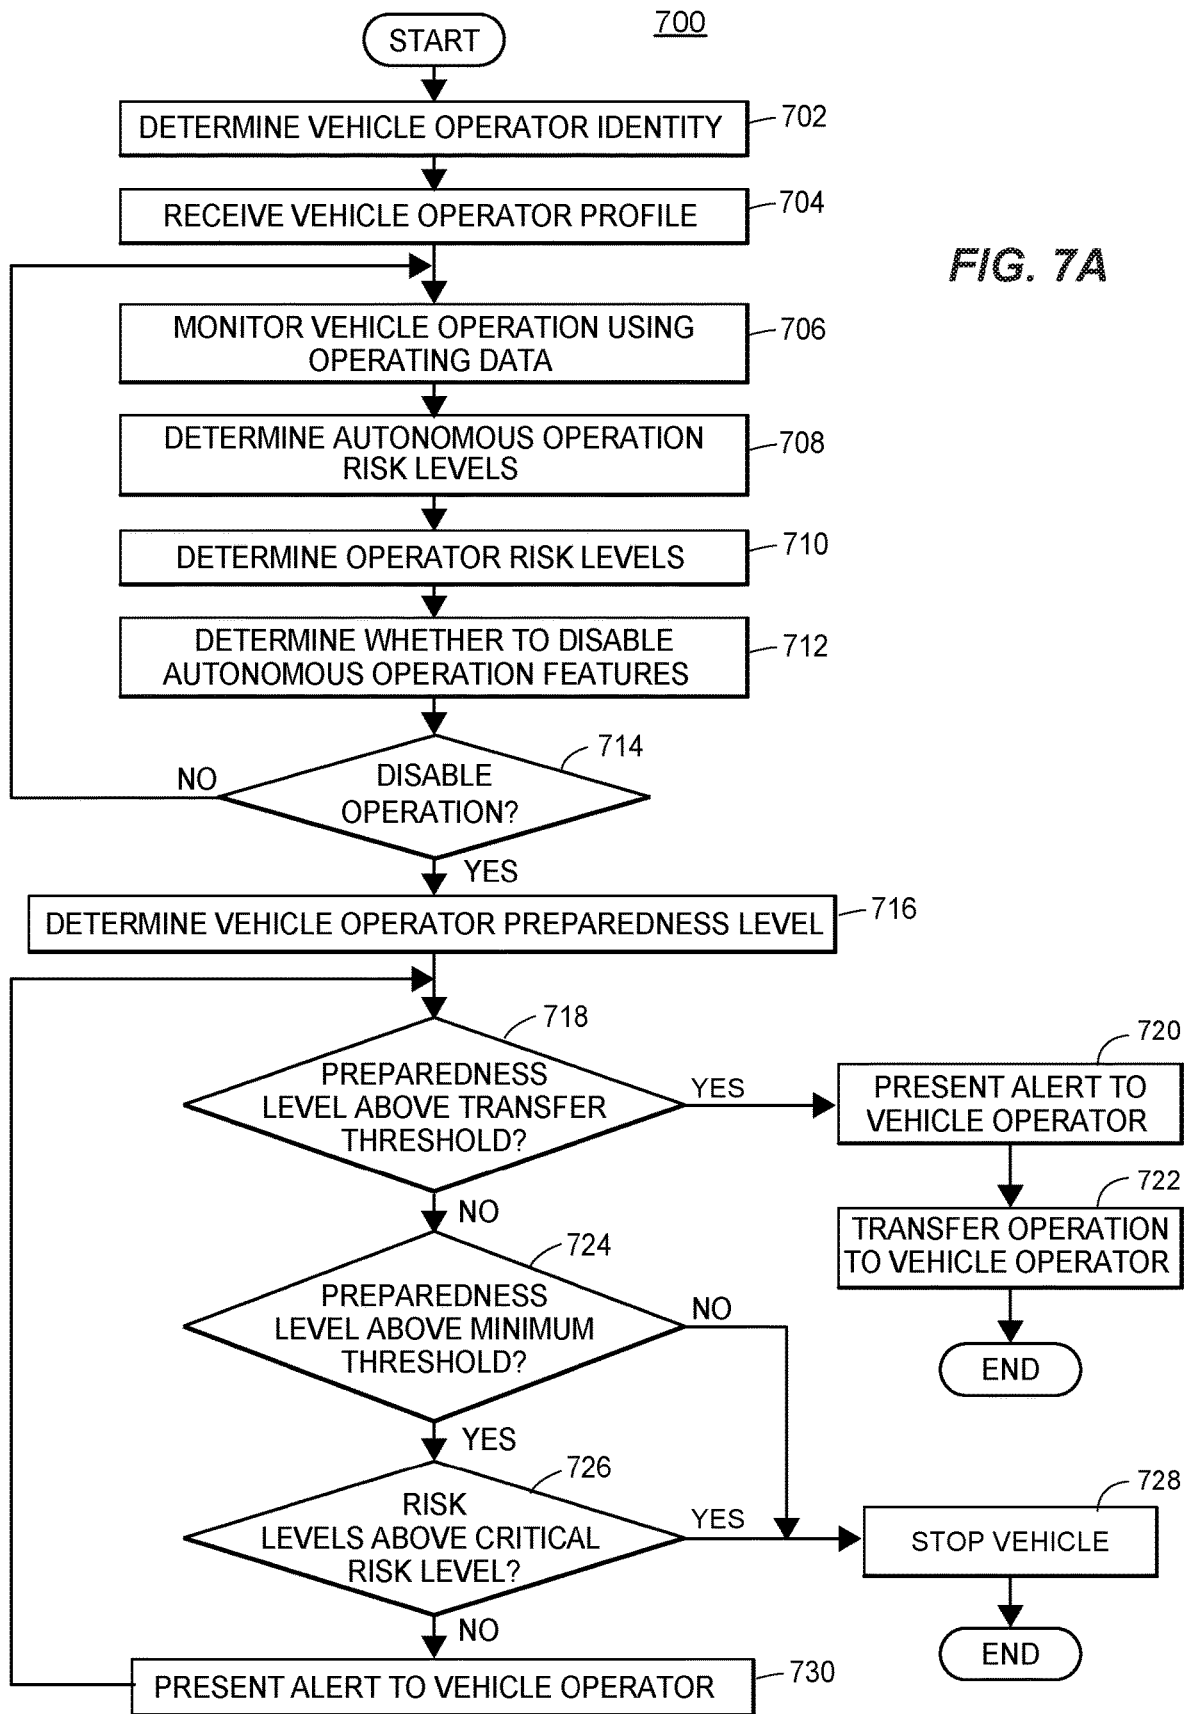 700
START
DETERMINE VEHICLE OPERATOR IDENTITY
702
RECEIVE VEHICLE OPERATOR PROFILE
704
FIG. 7A
MONITOR VEHICLE OPERATION USING
OPERATING DATA
706
DETERMINE AUTONOMOUS OPERATION
RISK LEVELS
708
DETERMINE OPERATOR RISK LEVELS
710
DETERMINE WHETHER TO DISABLE
AUTONOMOUS OPERATION FEATURES
712
714
NO
DISABLE
OPERATION?
YES
DETERMINE VEHICLE OPERATOR PREPAREDNESS LEVEL
716
718
PREPAREDNESS
LEVEL ABOVE TRANSFER
THRESHOLD?
YES
720
PRESENT ALERT TO
VEHICLE OPERATOR
722
TRANSFER OPERATION
TO VEHICLE OPERATOR
END
NO
724
PREPAREDNESS
LEVEL ABOVE MINIMUM
THRESHOLD?
NO
YES
726
RISK
LEVELS ABOVE CRITICAL
RISK LEVEL?
YES
728
STOP VEHICLE
END
NO
PRESENT ALERT TO VEHICLE OPERATOR
730